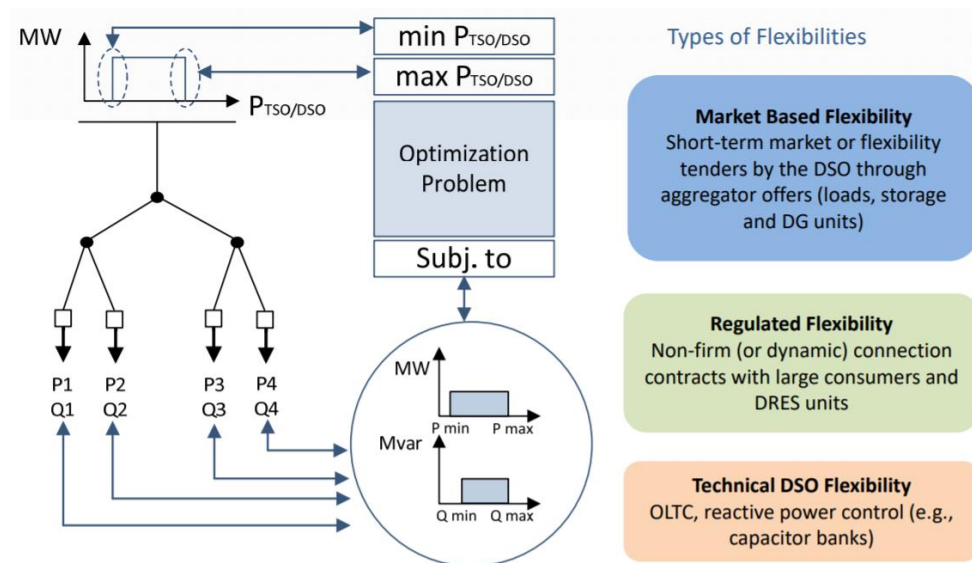 MW
P TSO/DSO
min P TSO/DSO
max P TSO/DSO
Optimization
Problem
Subj. to
P1 P2 P3 P4
Q1 Q2 Q3 Q4
MW
P min P max
Mvar
Q min Q max
Types of Flexibilities
Market Based Flexibility
Short-term market or flexibility
tenders by the DSO through
aggregator offers (loads, storage
and DG units)
Regulated Flexibility
Non-firm (or dynamic) connection
contracts with large consumers and
DRES units
Technical DSO Flexibility
OLTC, reactive power control (e.g.,
capacitor banks)